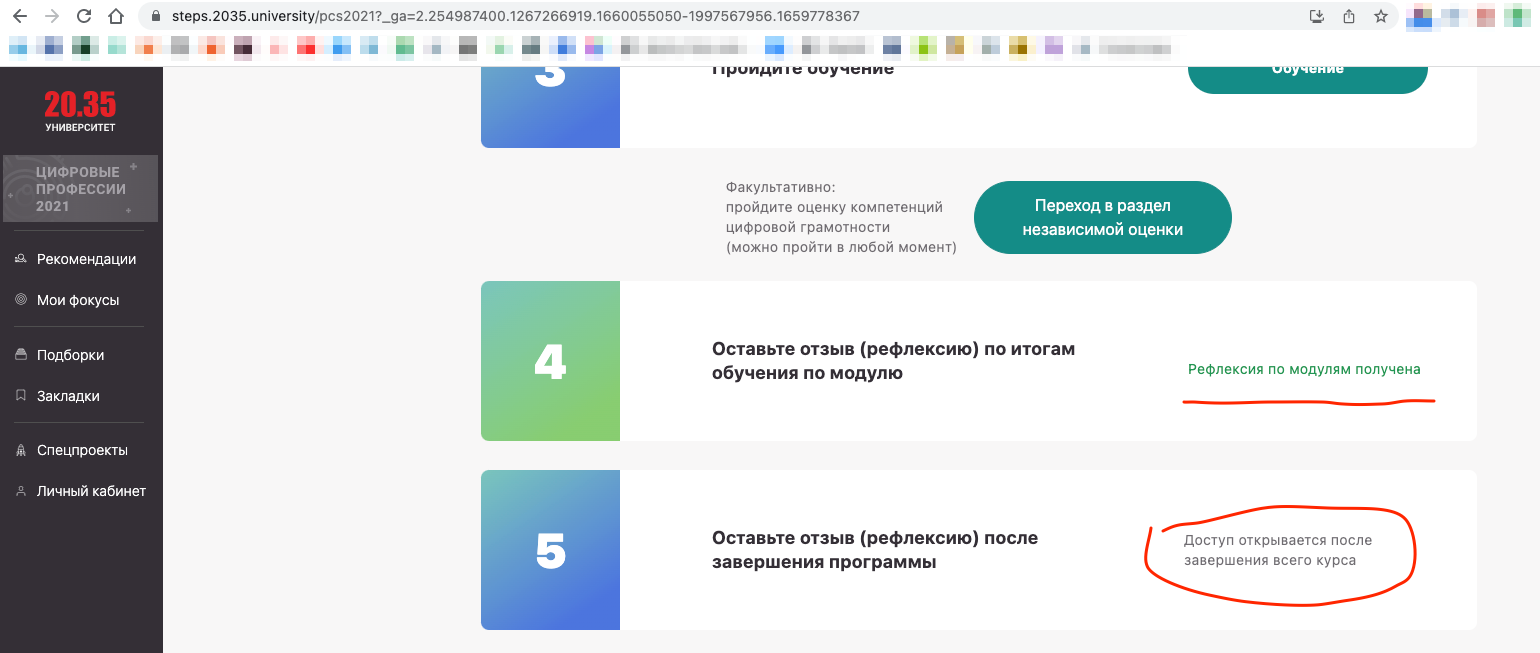 steps.2035.university/pcs2021?_ga=2.254987400.1267266919.1660055050-1997567956.1659778367
20.35
УНИВЕРСИТЕТ
ЦИФРОВЫЕ
ПРОФЕССИИ
2021
Рекомендации
Мои фокусы
Подборки
Закладки
Спецпроекты
Личный кабинет
3
Пройдите обучение
Обучение
Факультативно:
пройдите оценку компетенций
цифровой грамотности
(можно пройти в любой момент)
Переход в раздел
независимой оценки
4
Оставьте отзыв (рефлексию) по итогам
обучения по модулю
Рефлексия по модулям получена
5
Оставьте отзыв (рефлексию) после
завершения программы
Доступ открывается после
завершения всего курса